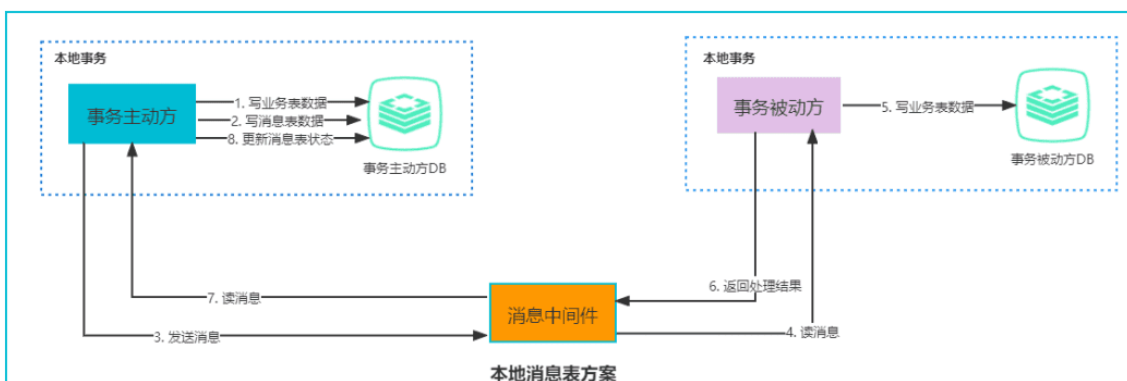 本地事务
事务主动方
1. 写业务表数据
2. 写消息表数据
8. 更新消息表状态
事务主动方DB
本地事务
事务被动方
5. 写业务表数据
事务被动方DB
7. 读消息
3. 发送消息
消息中间件
6. 返回处理结果
4. 读消息
本地消息表方案